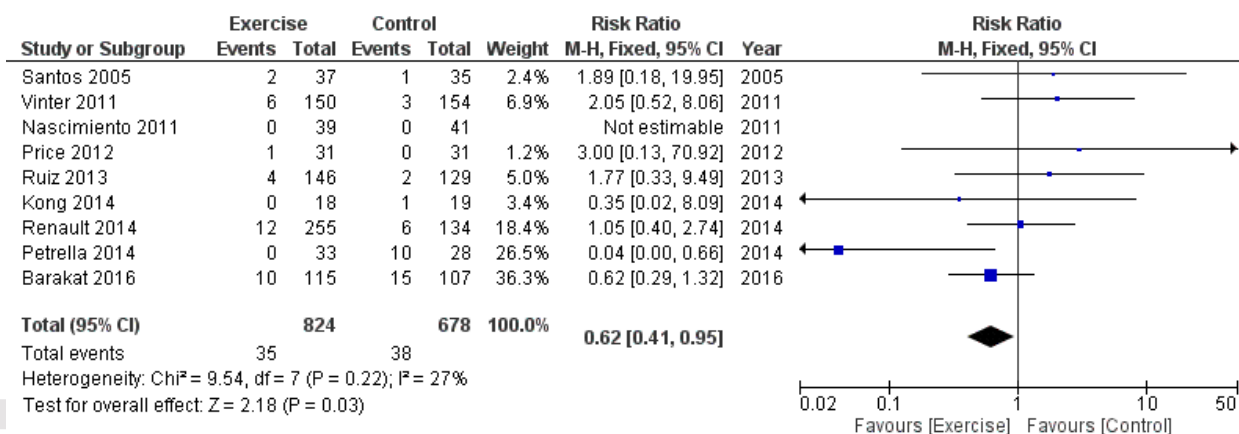 Exercise Control Risk Ratio Risk Ratio
Study or Subgroup Events Total Events Total Weight M-H, Fixed, 95% CI Year M-H, Fixed, 95% CI
Santos 2005 2 37 1 35 2.4% 1.89 [0.18, 19.95] 2005
Vinter 2011 6 150 3 154 6.9% 2.05 [0.52, 8.06] 2011
Nascimiento 2011 0 39 0 41 Not estimable 2011
Price 2012 1 31 0 31 1.2% 3.00 [0.13, 70.92] 2012
Ruiz 2013 4 146 2 129 5.0% 1.77 [0.33, 9.49] 2013
Kong 2014 0 18 1 19 3.4% 0.35 [0.02, 8.09] 2014
Renault 2014 12 255 6 134 18.4% 1.05 [0.40, 2.74] 2014
Petrella 2014 0 33 10 28 26.5% 0.04 [0.00, 0.66] 2014
Barakat 2016 10 115 15 107 36.3% 0.62 [0.29, 1.32] 2016
Total (95% CI) 824 678 100.0% 0.62 [0.41, 0.95]
Total events 35 38
Heterogeneity: Chi² = 9.54, df = 7 (P = 0.22); I² = 27%
Test for overall effect: Z = 2.18 (P = 0.03)
0.02 0.1 1 10 50
Favours [Exercise] Favours [Control]